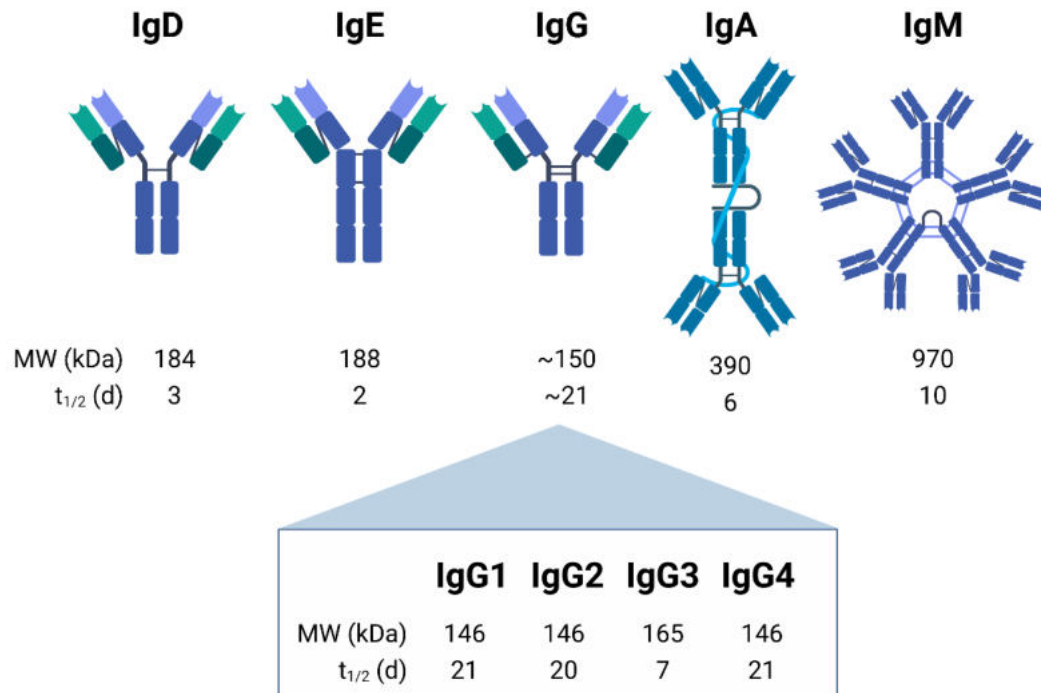 IgD IgE IgG IgA IgM
MW (kDa) 184 188 ~150 390 970
t1/2 (d) 3 2 ~21 6 10
IgG1 IgG2 IgG3 IgG4
MW (kDa) 146 146 165 146
t1/2 (d) 21 20 7 21